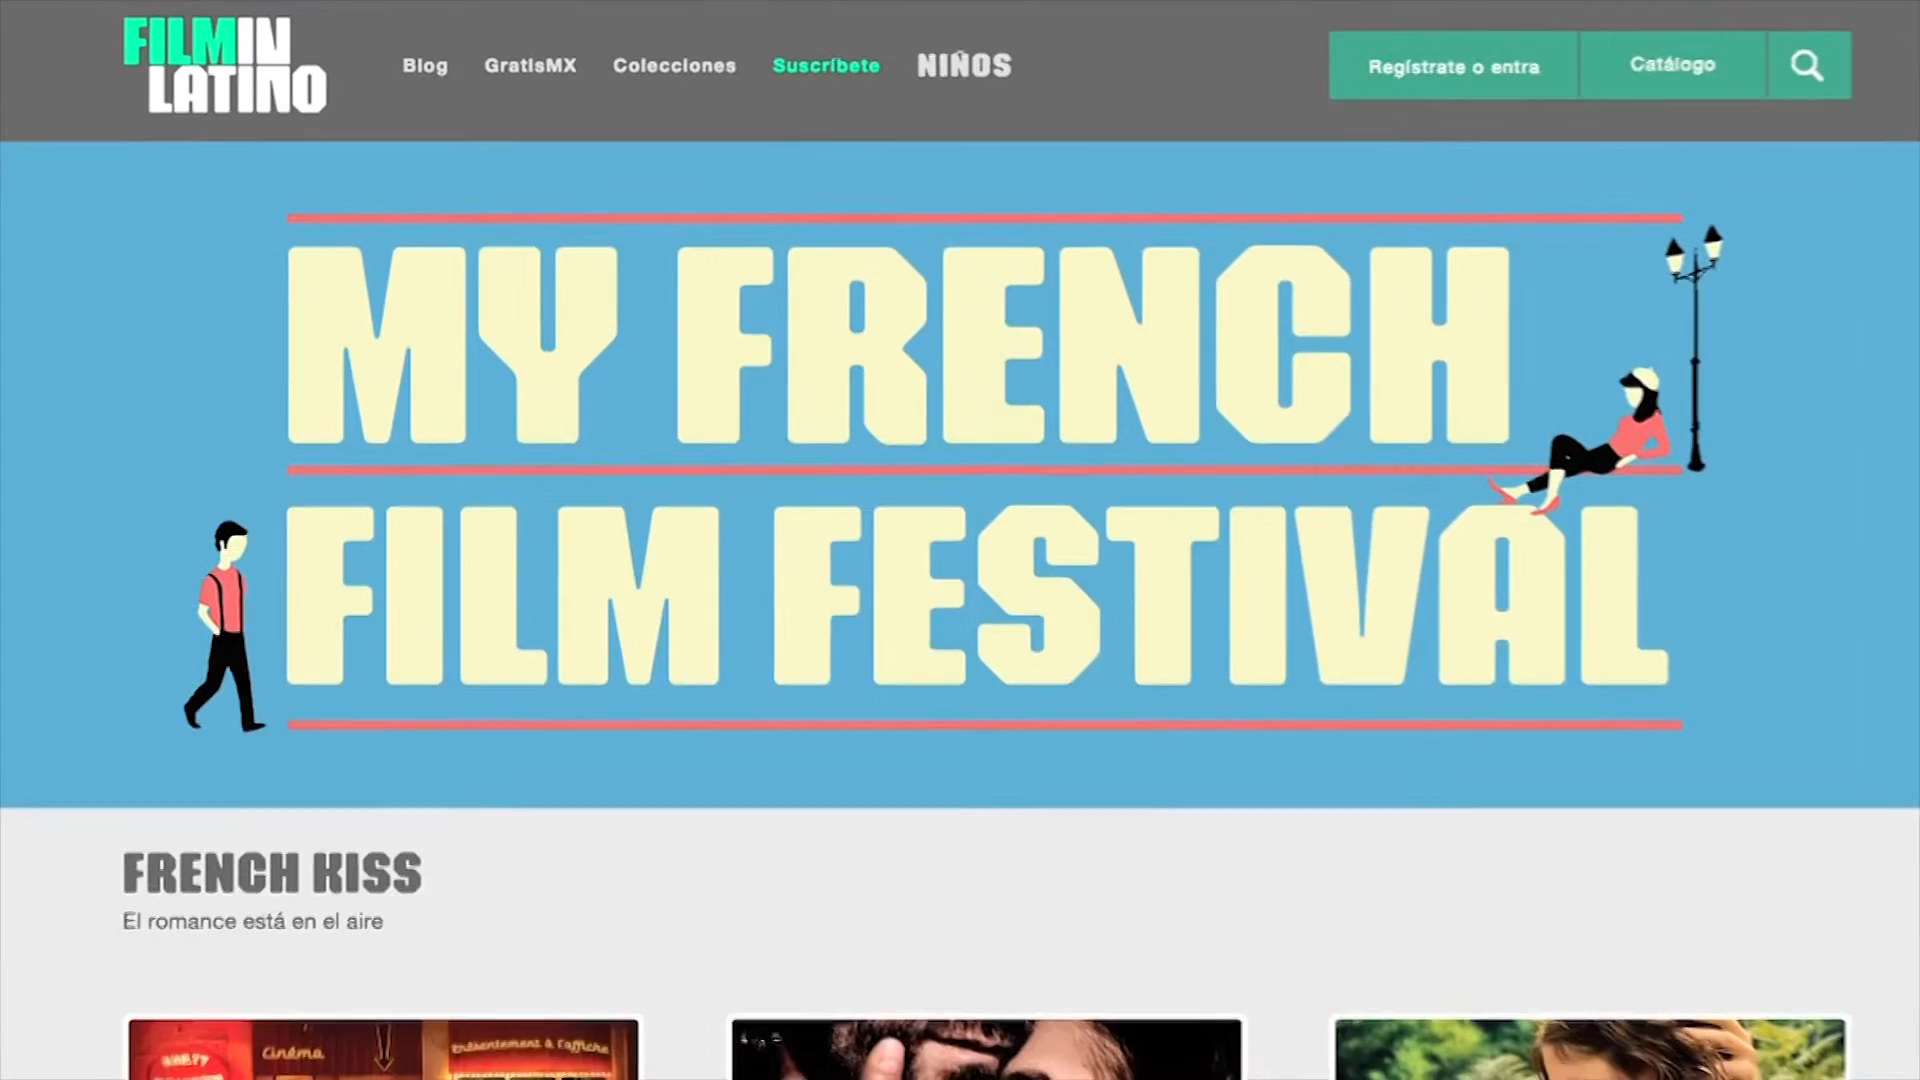 FILMIN
LATINO
Blog
GratisMX
Colecciones
Suscríbete
NIÑOS
Regístrate o entra
Catálogo
MY FRENCH
FILM FESTIVAL
FRENCH KISS
El romance está en el aire
Cinéma